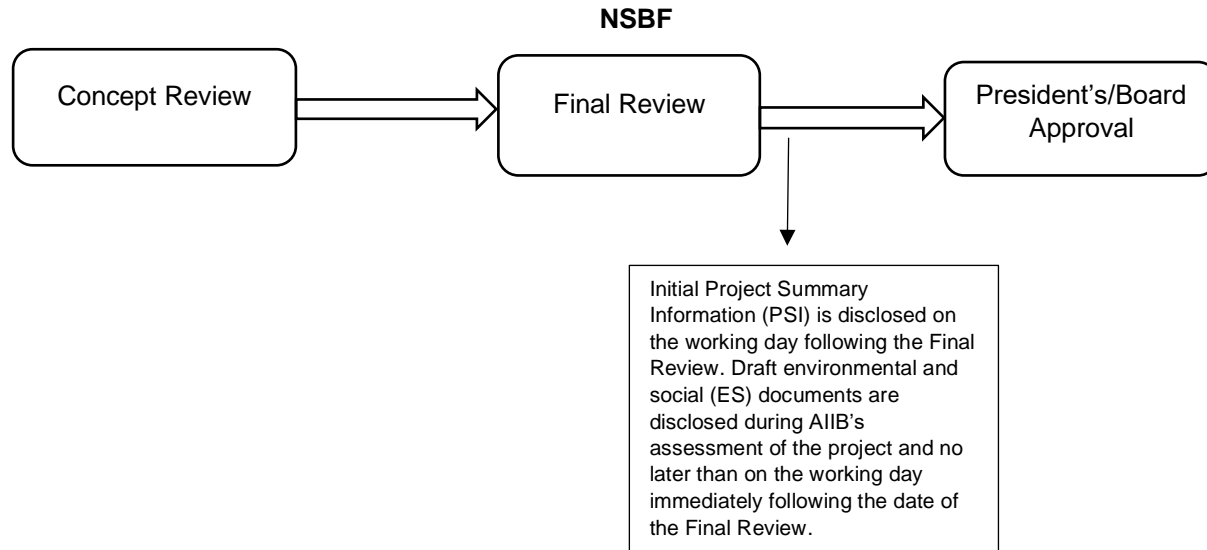 NSBF
Concept Review
Final Review
President’s/Board
Approval
Initial Project Summary
Information (PSI) is disclosed on
the working day following the Final
Review. Draft environmental and
social (ES) documents are
disclosed during AIIB’s
assessment of the project and no
later than on the working day
immediately following the date of
the Final Review.